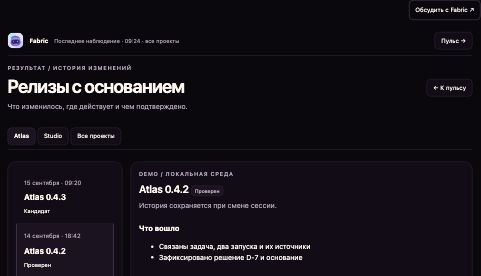 Обсудить с Fabric ↗
Fabric Последнее наблюдение · 09:24 · все проекты
Пульс →
РЕЗУЛЬТАТ / ИСТОРИЯ ИЗМЕНЕНИЙ
Релизы с основанием
← К пульсу
Что изменилось, где действует и чем подтверждено.
Atlas Studio Все проекты
15 сентября · 09:20
Atlas 0.4.3
Кандидат
14 сентября · 18:42
Atlas 0.4.2
Проверен
DEMO / ЛОКАЛЬНАЯ СРЕДА
Atlas 0.4.2 Проверен
История сохраняется при смене сессии.
Что вошло
• Связаны задача, два запуска и их источники
• Зафиксировано решение D-7 и основание